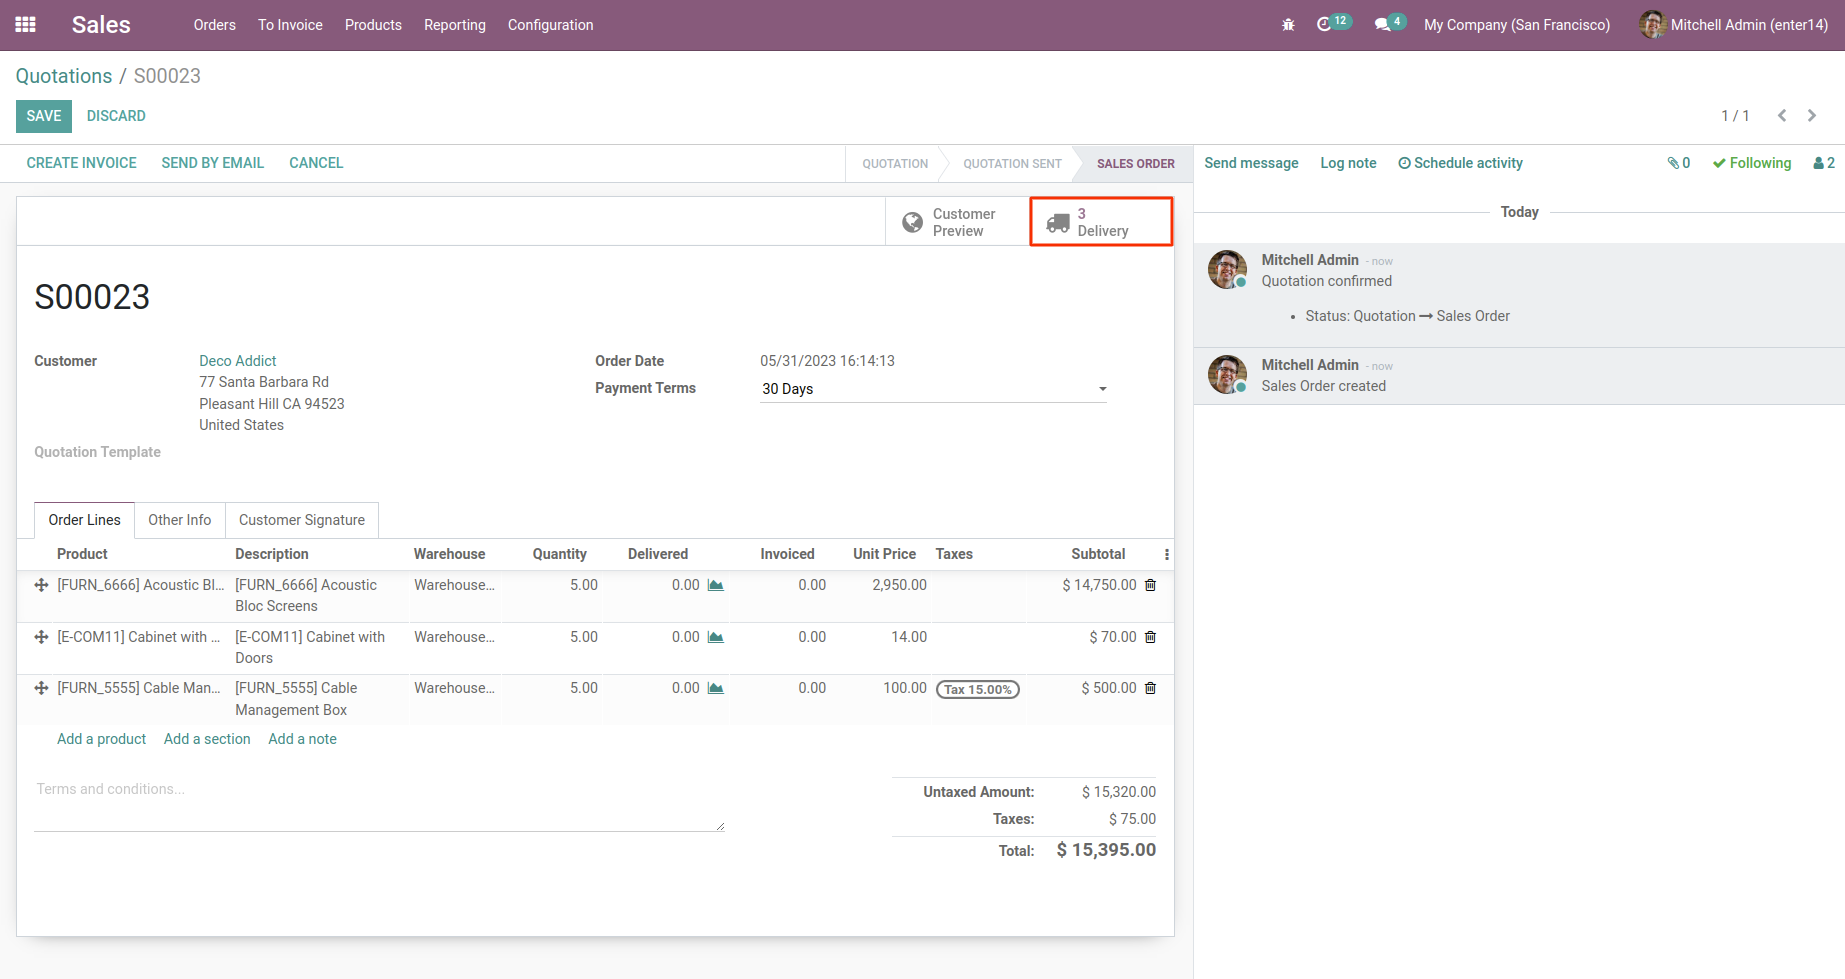 Sales Orders To Invoice Products Reporting Configuration 12 4 My Company (San Francisco) Mitchell Admin (enter14)
Quotations / S00023
SAVE DISCARD 1 / 1
CREATE INVOICE SEND BY EMAIL CANCEL QUOTATION QUOTATION SENT SALES ORDER Send message Log note Schedule activity 0 Following 2
Customer Preview
3 Delivery
Today
S00023
Mitchell Admin - now
Quotation confirmed
• Status: Quotation → Sales Order
Mitchell Admin - now
Sales Order created
Customer Deco Addict
77 Santa Barbara Rd
Pleasant Hill CA 94523
United States
Order Date 05/31/2023 16:14:13
Payment Terms 30 Days
Quotation Template
Order Lines Other Info Customer Signature
Product Description Warehouse Quantity Delivered Invoiced Unit Price Taxes Subtotal
[FURN_6666] Acoustic Bl... [FURN_6666] Acoustic Warehouse... 5.00 0.00 0.00 2,950.00 $ 14,750.00
Bloc Screens
[E-COM11] Cabinet with ... [E-COM11] Cabinet with Warehouse... 5.00 0.00 0.00 14.00 $ 70.00
Doors
[FURN_5555] Cable Man... [FURN_5555] Cable Warehouse... 5.00 0.00 0.00 100.00 Tax 15.00% $ 500.00
Management Box
Add a product Add a section Add a note
Terms and conditions...
Untaxed Amount: $ 15,320.00
Taxes: $ 75.00
Total: $ 15,395.00